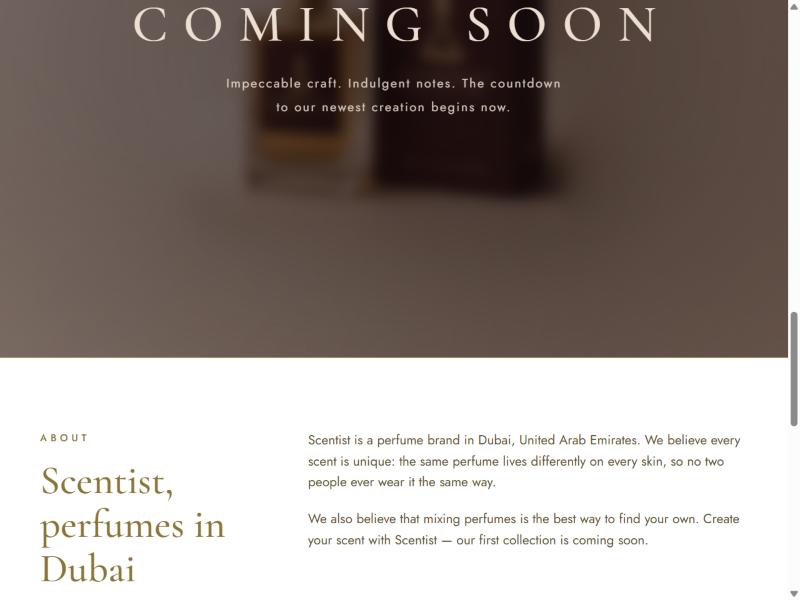 COMING SOON
Impeccable craft. Indulgent notes. The countdown
to our newest creation begins now.
ABOUT
Scentist,
perfumes in
Dubai
Scentist is a perfume brand in Dubai, United Arab Emirates. We believe every
scent is unique: the same perfume lives differently on every skin, so no two
people ever wear it the same way.
We also believe that mixing perfumes is the best way to find your own. Create
your scent with Scentist — our first collection is coming soon.